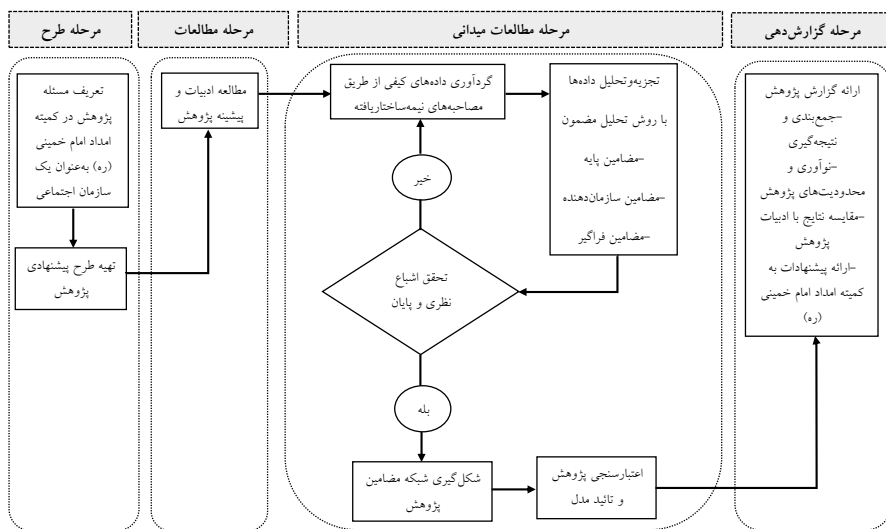 مرحله طرح
مرحله مطالعات
مرحله مطالعات میدانی
مرحله گزارش‌دهی
تعریف مسئله
پژوهش در کمیته
امداد امام خمینی
(ره) به‌عنوان یک
سازمان اجتماعی
تهیه طرح پیشنهادی
پژوهش
مطالعه ادبیات و
پیشینه پژوهش
گردآوری داده‌های کیفی از طریق
مصاحبه‌های نیمه‌ساختاریافته
تجزیه‌وتحلیل داده‌ها
با روش تحلیل مضمون
-مضامین پایه
-مضامین سازمان‌دهنده
-مضامین فراگیر
خیر
تحقق اشباع
نظری و پایان
بله
شکل‌گیری شبکه مضامین
پژوهش
اعتبارسنجی پژوهش
و تائید مدل
ارائه گزارش پژوهش
-جمع‌بندی و
نتیجه‌گیری
-نوآوری و
محدودیت‌های پژوهش
-مقایسه نتایج با ادبیات
پژوهش
-ارائه پیشنهادات به
کمیته امداد امام خمینی
(ره)